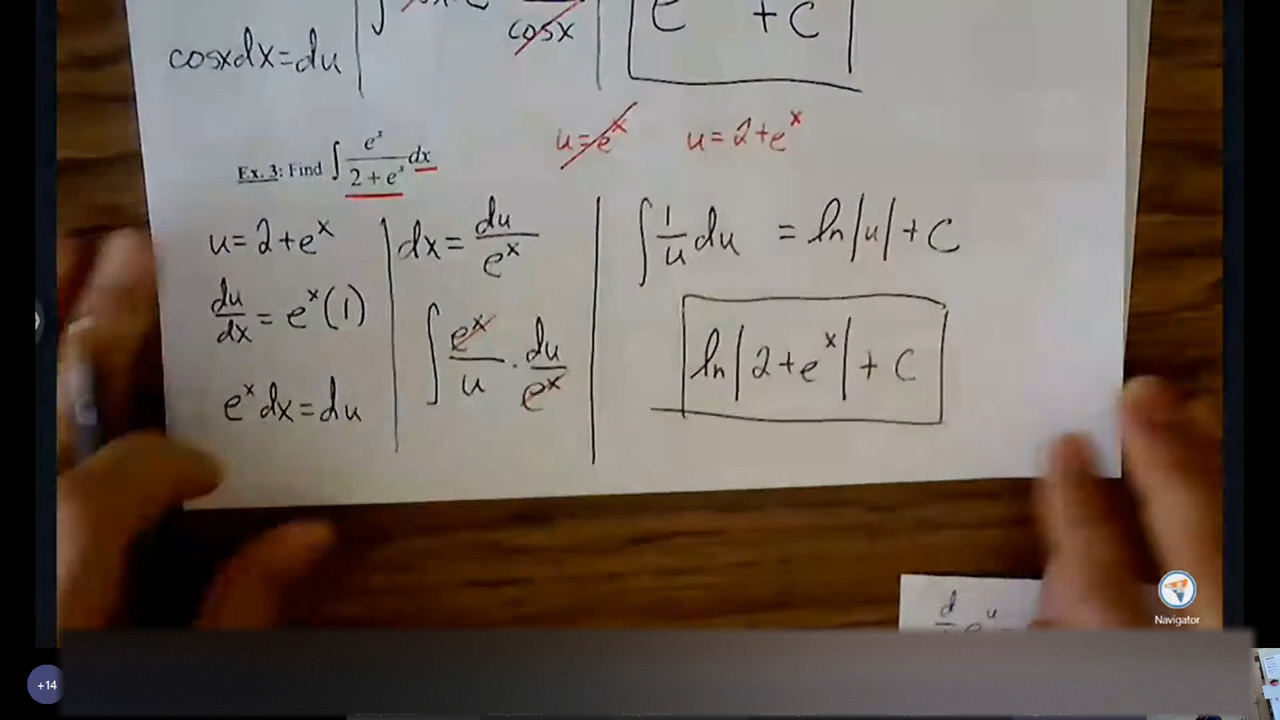 cosx
e + C
cosxdx=du
u=e^x u=2+e^x
Ex. 3: Find ∫ e^x/(2 + e^x) dx
u=2+e^x
du/dx = e^x(1)
e^x dx=du
dx= du/e^x
∫ e^x/u · du/e^x
∫ 1/u du = ln|u|+C
ln|2+e^x|+C
d
e^u
Navigator
+14